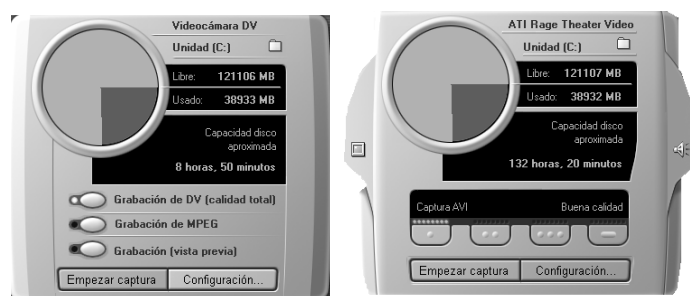 Videocámara DV
Unidad (C:)
Libre: 121106 MB
Usado: 38933 MB
Capacidad disco
aproximada
8 horas, 50 minutos
Grabación de DV (calidad total)
Grabación de MPEG
Grabación (vista previa)
Empezar captura Configuración...
ATI Rage Theater Video
Unidad (C:)
Libre: 121107 MB
Usado: 38932 MB
Capacidad disco
aproximada
132 horas, 20 minutos
Captura AVI Buena calidad
Empezar captura Configuración...